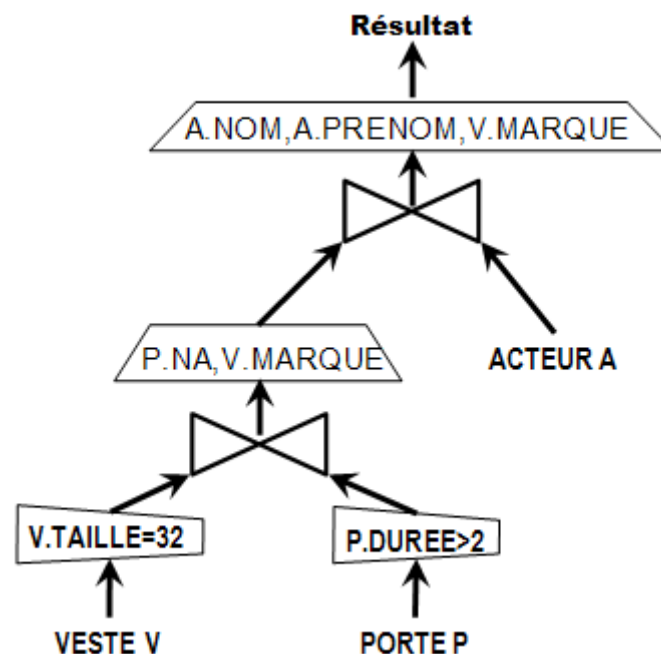 Résultat
A.NOM,A.PRENOM,V.MARQUE
P.NA,V.MARQUE
ACTEUR A
V.TAILLE=32
P.DUREE>2
VESTE V
PORTE P